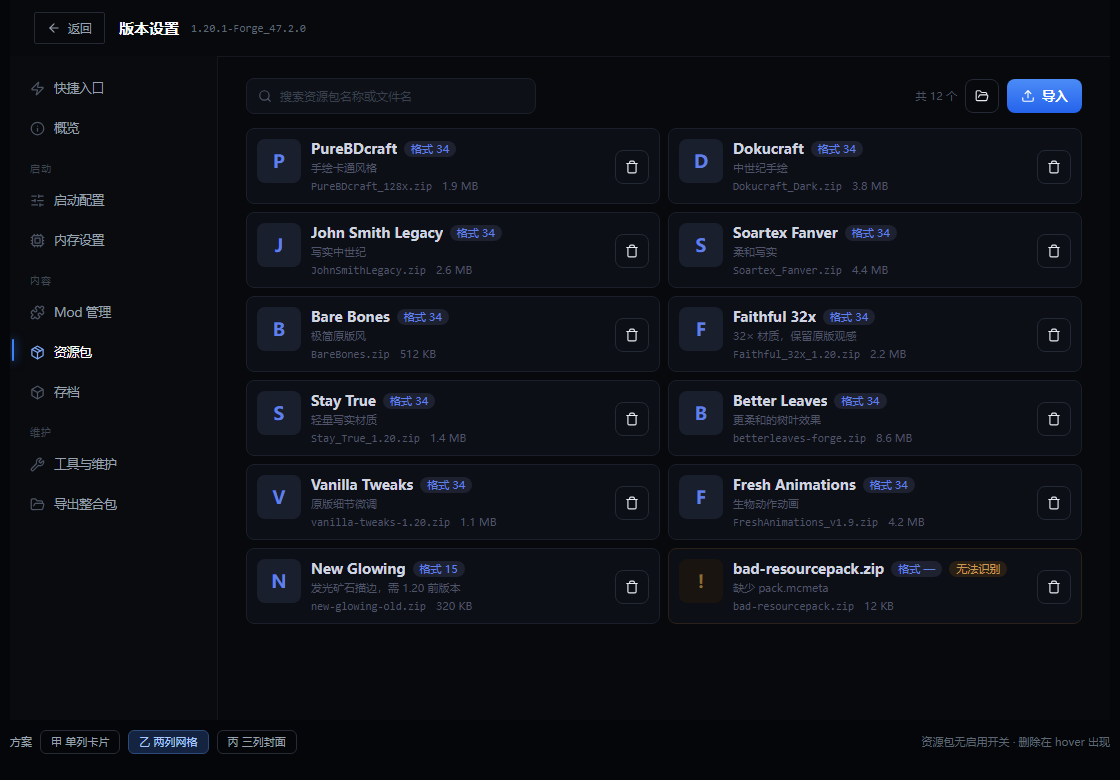 返回 版本设置 1.20.1-Forge_47.2.0
快捷入口
概览
启动
启动配置
内存设置
内容
Mod 管理
资源包
存档
维护
工具与维护
导出整合包
搜索资源包名称或文件名 共 12 个 导入
P PureBDcraft 格式 34
手绘卡通风格
PureBDcraft_128x.zip 1.9 MB
D Dokucraft 格式 34
中世纪手绘
Dokucraft_Dark.zip 3.8 MB
J John Smith Legacy 格式 34
写实中世纪
JohnSmithLegacy.zip 2.6 MB
S Soartex Fanver 格式 34
柔和写实
Soartex_Fanver.zip 4.4 MB
B Bare Bones 格式 34
极简原版风
BareBones.zip 512 KB
F Faithful 32x 格式 34
32× 材质，保留原版观感
Faithful_32x_1.20.zip 2.2 MB
S Stay True 格式 34
轻量写实材质
Stay_True_1.20.zip 1.4 MB
B Better Leaves 格式 34
更柔和的树叶效果
betterleaves-forge.zip 8.6 MB
V Vanilla Tweaks 格式 34
原版细节微调
vanilla-tweaks-1.20.zip 1.1 MB
F Fresh Animations 格式 34
生物动作动画
FreshAnimations_v1.9.zip 4.2 MB
N New Glowing 格式 15
发光矿石描边，需 1.20 前版本
new-glowing-old.zip 320 KB
! bad-resourcepack.zip 格式 — 无法识别
缺少 pack.mcmeta
bad-resourcepack.zip 12 KB
方案 甲 单列卡片 乙 两列网格 丙 三列封面 资源包无启用开关 · 删除在 hover 出现